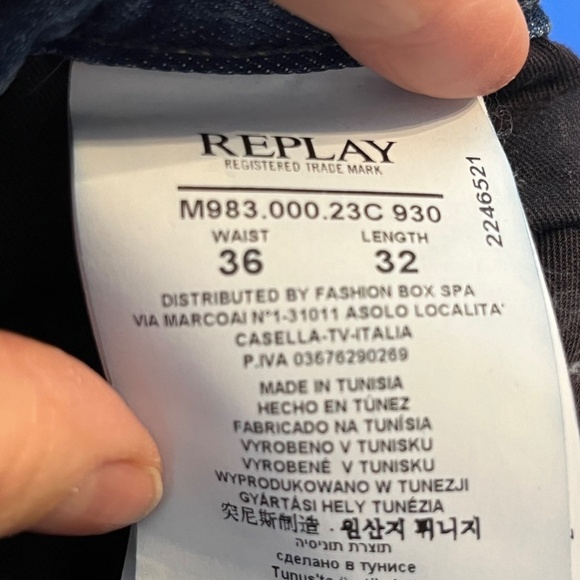 REPLAY
REGISTERED TRADE MARK
M983.000.23C 930
2246521
WAIST LENGTH
36 32
DISTRIBUTED BY FASHION BOX SPA
VIA MARCOAI N°1-31011 ASOLO LOCALITA'
CASELLA-TV-ITALIA
P.IVA 03676290269
MADE IN TUNISIA
HECHO EN TÚNEZ
FABRICADO NA TUNÍSIA
VYROBENO V TUNISKU
VYROBENÉ V TUNISKU
WYPRODUKOWANO W TUNEZJI
GYÁRTÁSI HELY TUNÉZIA
突尼斯制造 . 원산지 튀니지
תוצרת תוניסיה
сделано в тунисе